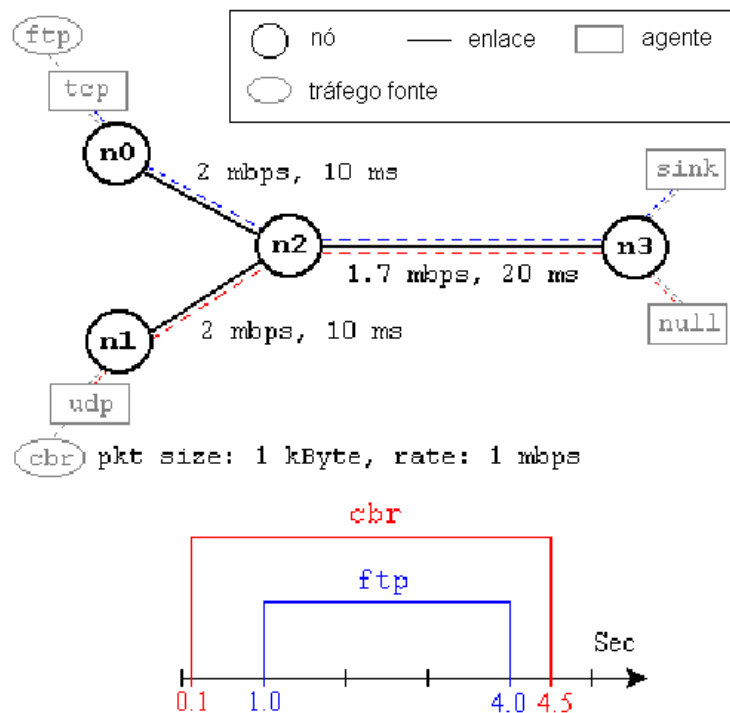 ftp
tcp
nó
enlace
agente
tráfego fonte
n0
2 mbps, 10 ms
sink
n2
n3
1.7 mbps, 20 ms
n1
2 mbps, 10 ms
null
udp
cbr
pkt size: 1 kByte, rate: 1 mbps
cbr
ftp
Sec
0.1
1.0
4.0
4.5